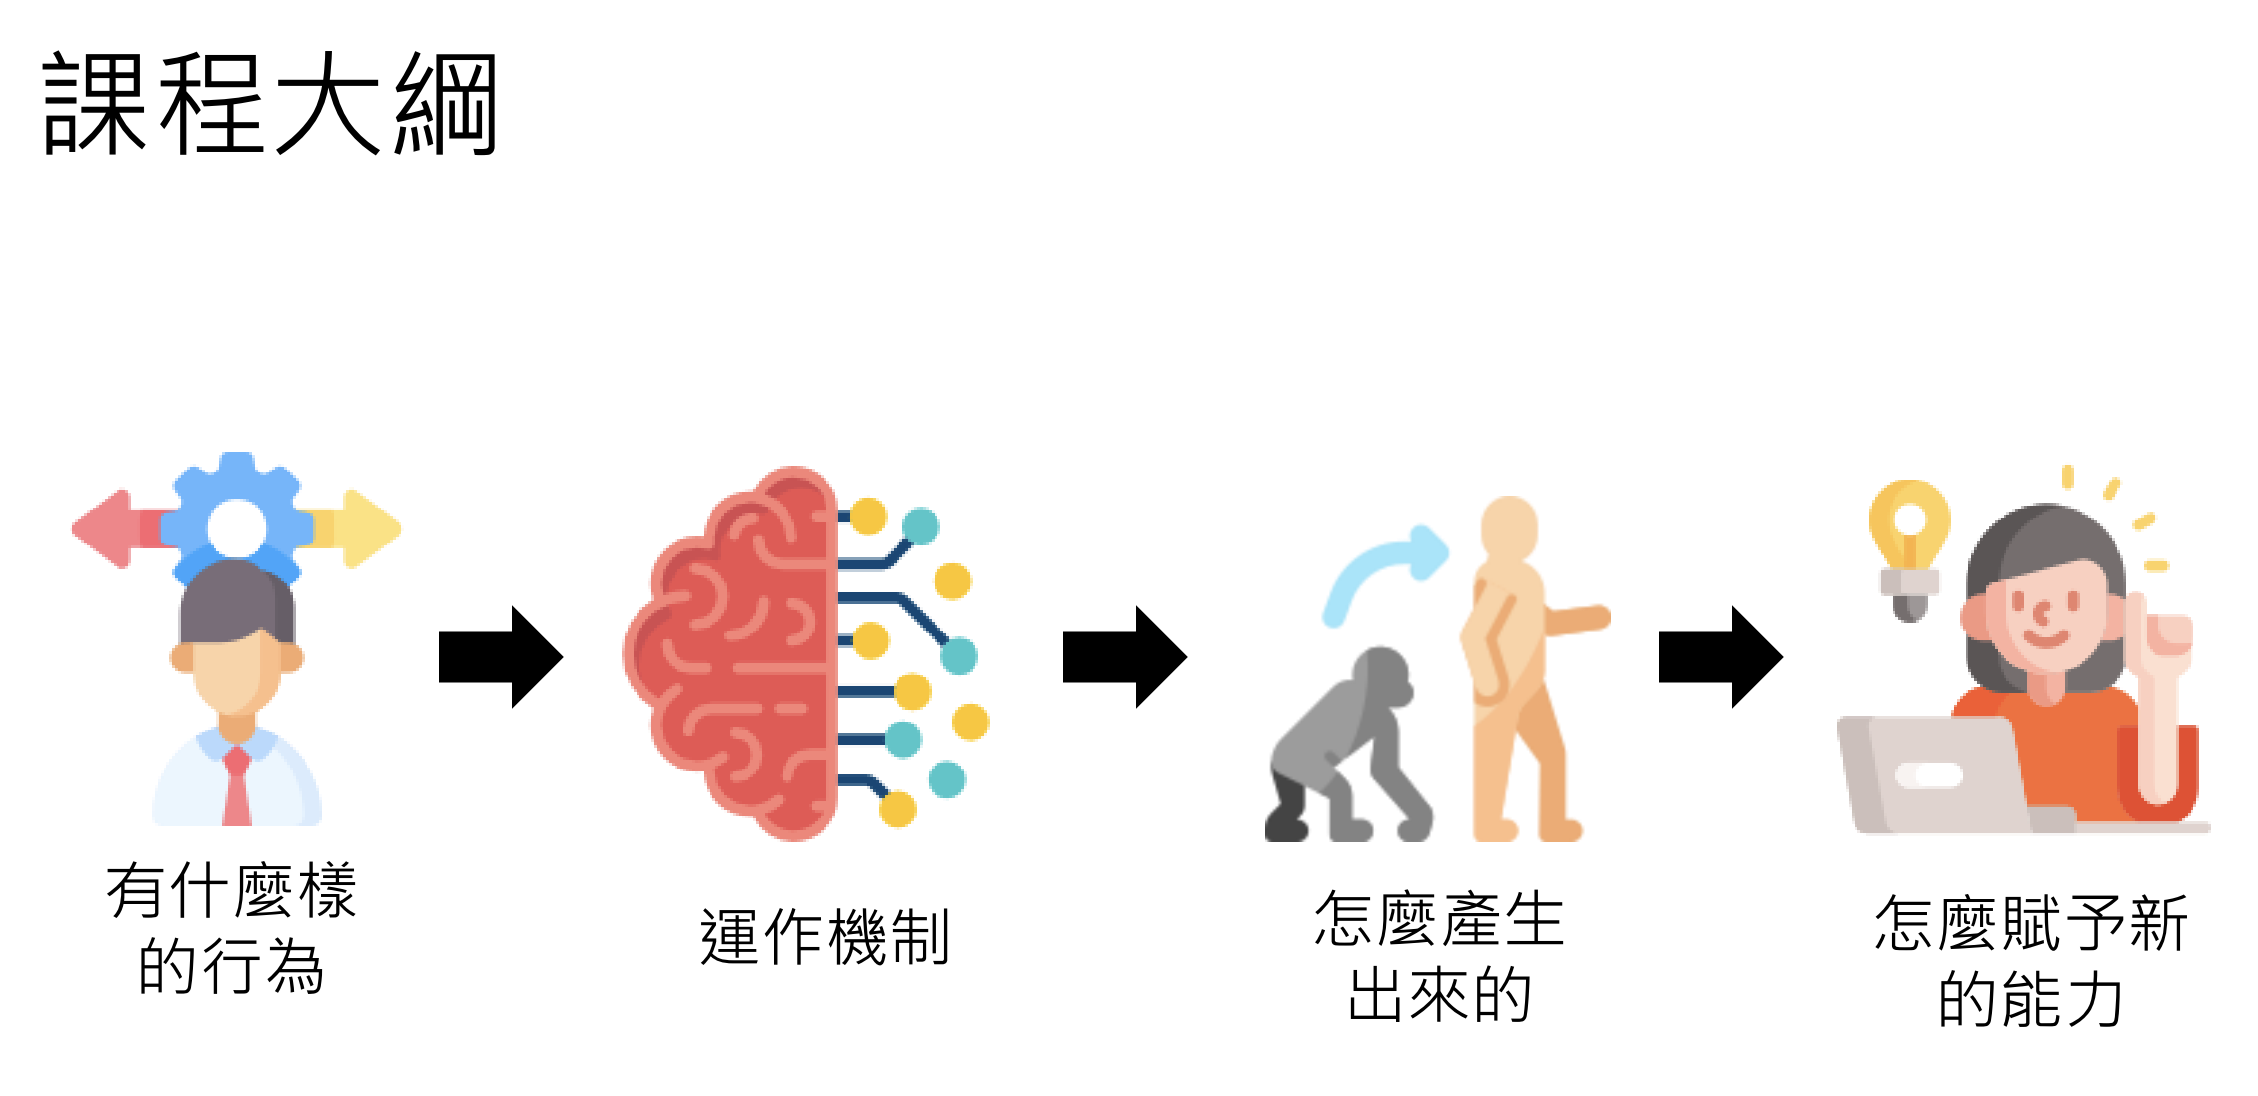 課程大綱
有什麼樣
的行為
運作機制
怎麼產生
出來的
怎麼賦予新
的能力